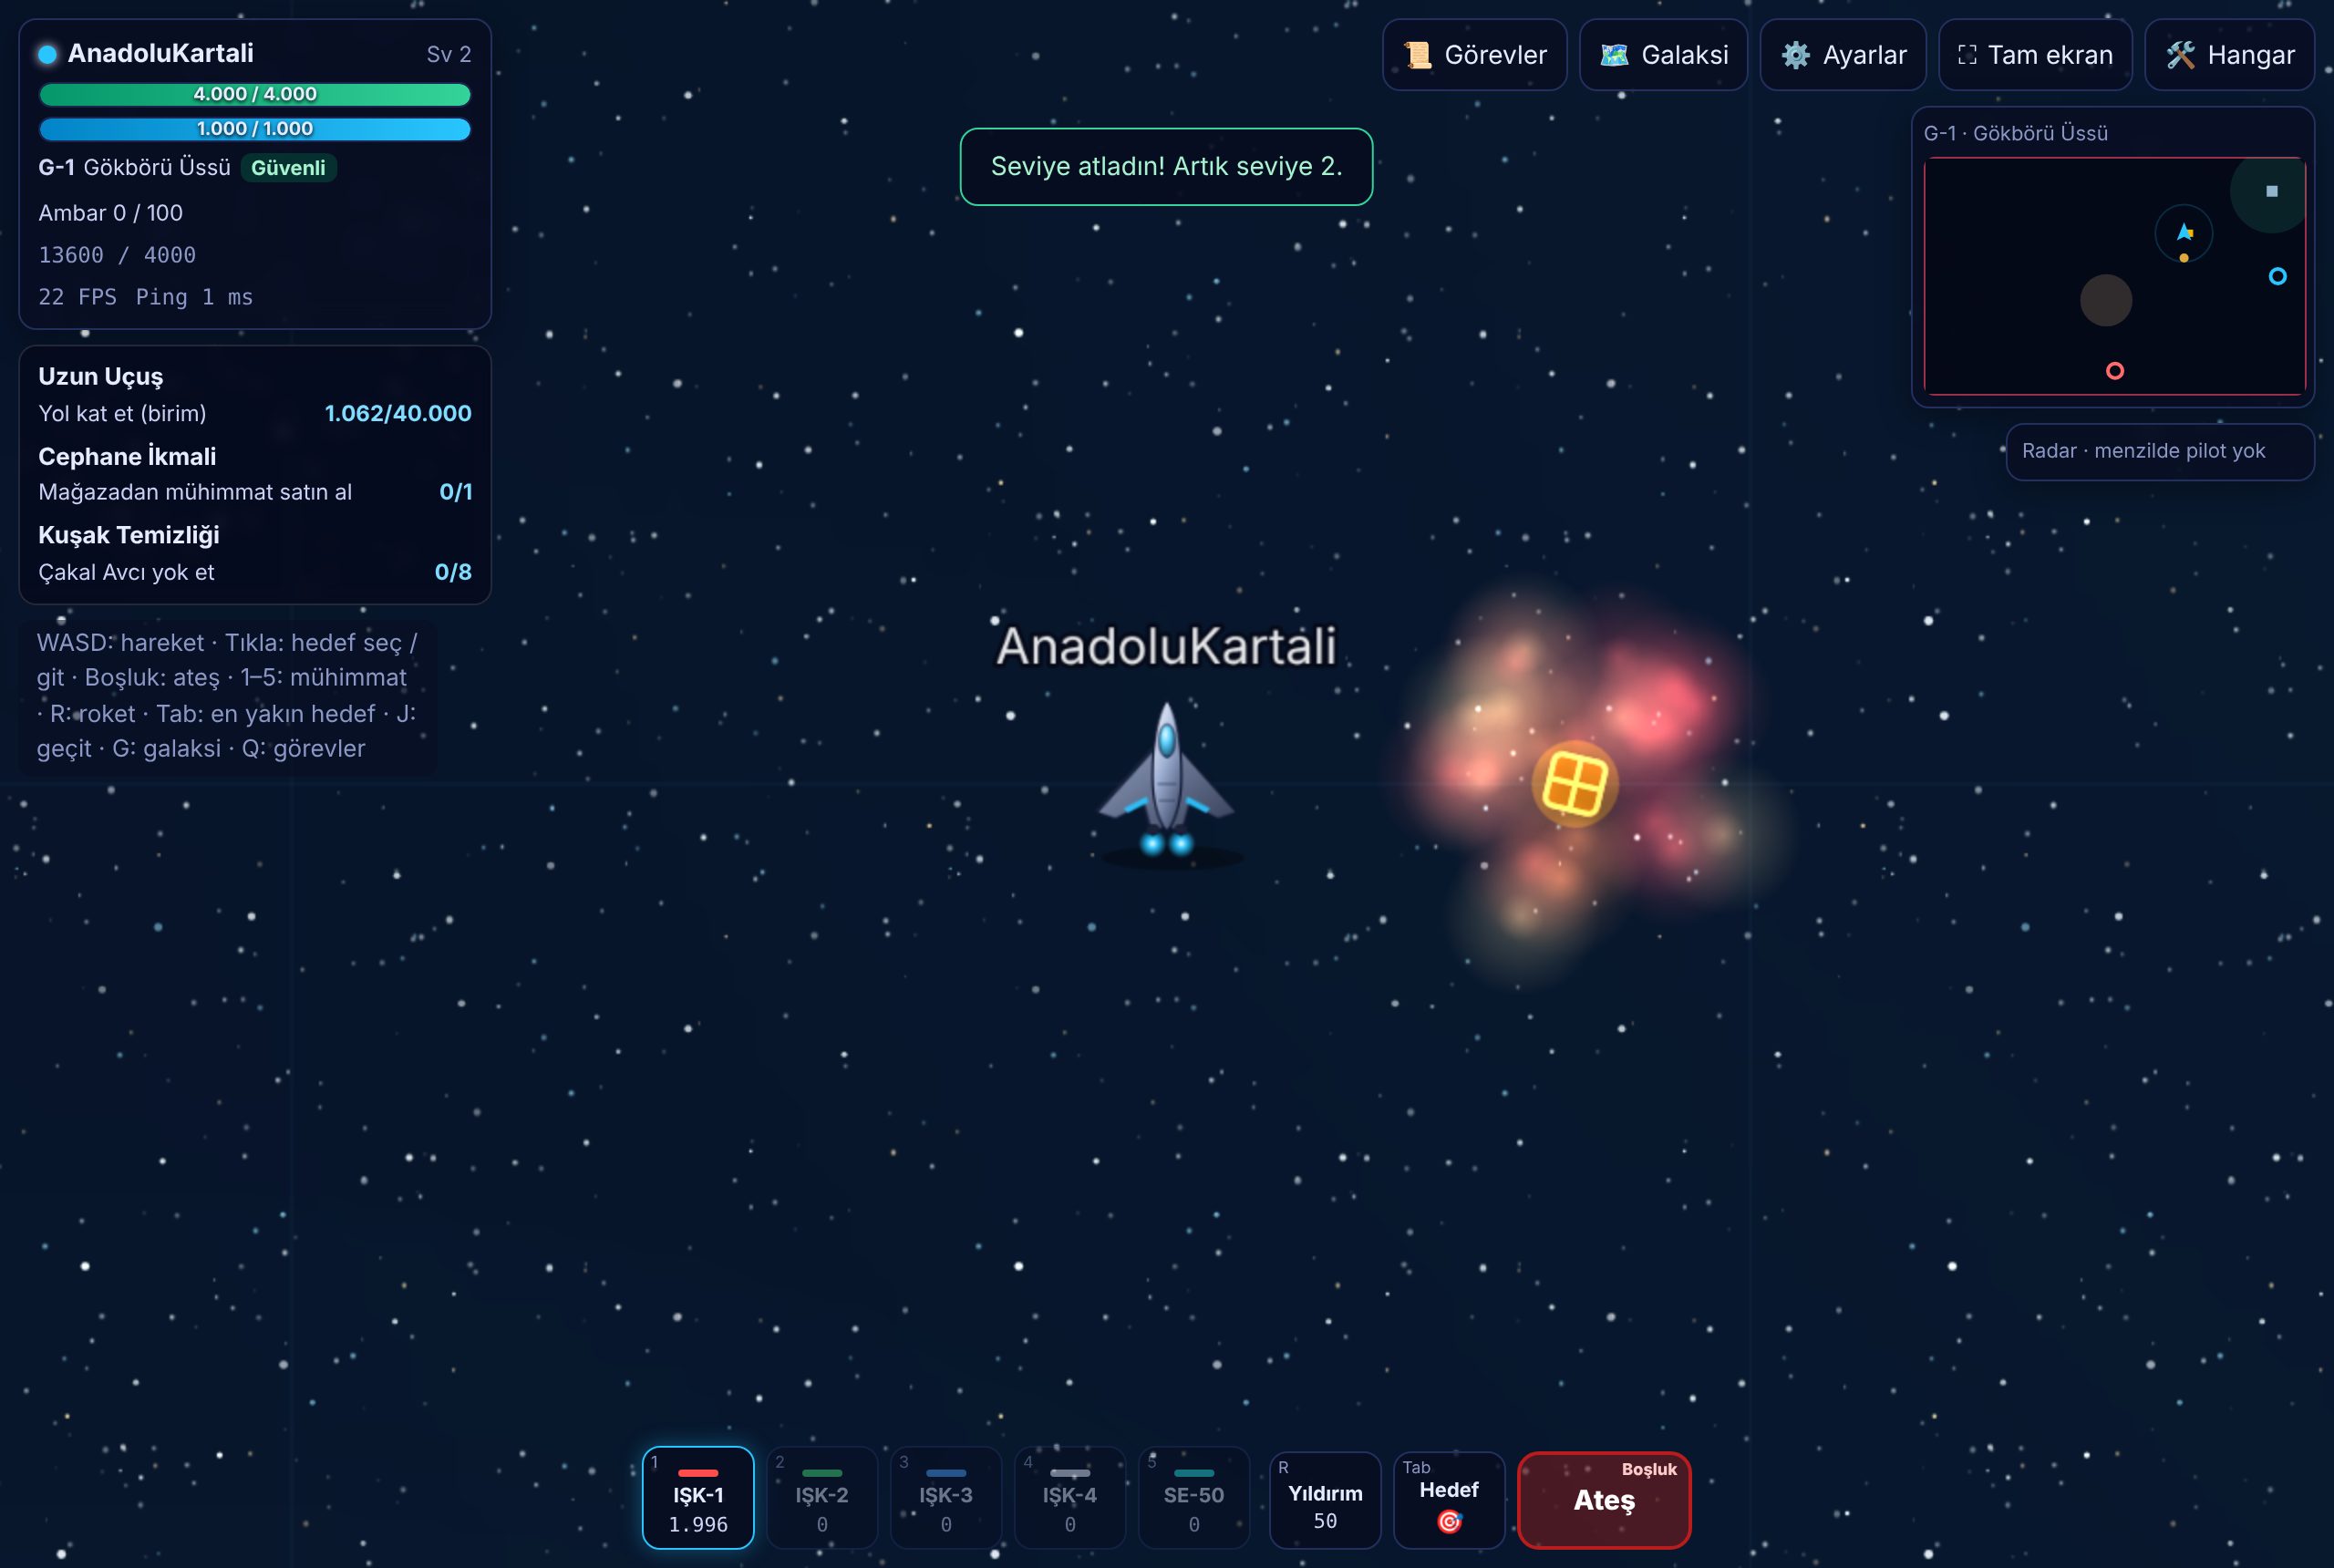 AnadoluKartali Sv 2
4.000 / 4.000
1.000 / 1.000
G-1 Gökbörü Üssü Güvenli
Ambar 0 / 100
13600 / 4000
22 FPS Ping 1 ms
Uzun Uçuş
Yol kat et (birim) 1.062/40.000
Cephane İkmali
Mağazadan mühimmat satın al 0/1
Kuşak Temizliği
Çakal Avcı yok et 0/8
WASD: hareket · Tıkla: hedef seç /
git · Boşluk: ateş · 1–5: mühimmat
· R: roket · Tab: en yakın hedef · J:
geçit · G: galaksi · Q: görevler
Seviye atladın! Artık seviye 2.
Görevler
Galaksi
Ayarlar
Tam ekran
Hangar
G-1 · Gökbörü Üssü
Radar · menzilde pilot yok
AnadoluKartali
1
IŞK-1
1.996
2
IŞK-2
0
3
IŞK-3
0
4
IŞK-4
0
5
SE-50
0
R
Yıldırım
50
Tab
Hedef
Boşluk
Ateş